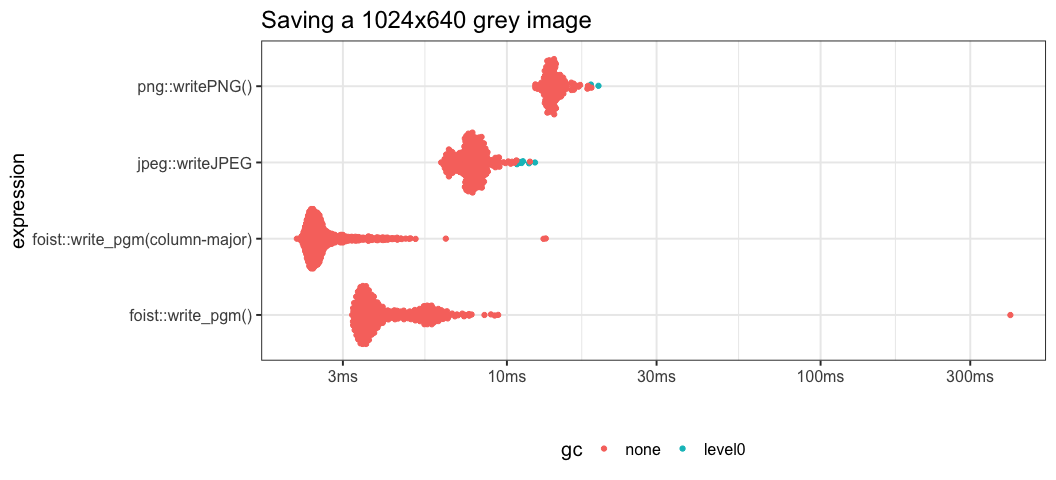 Saving a 1024x640 grey image
expression
png::writePNG()
jpeg::writeJPEG
foist::write_pgm(column-major)
foist::write_pgm()
3ms 10ms 30ms 100ms 300ms
gc none level0